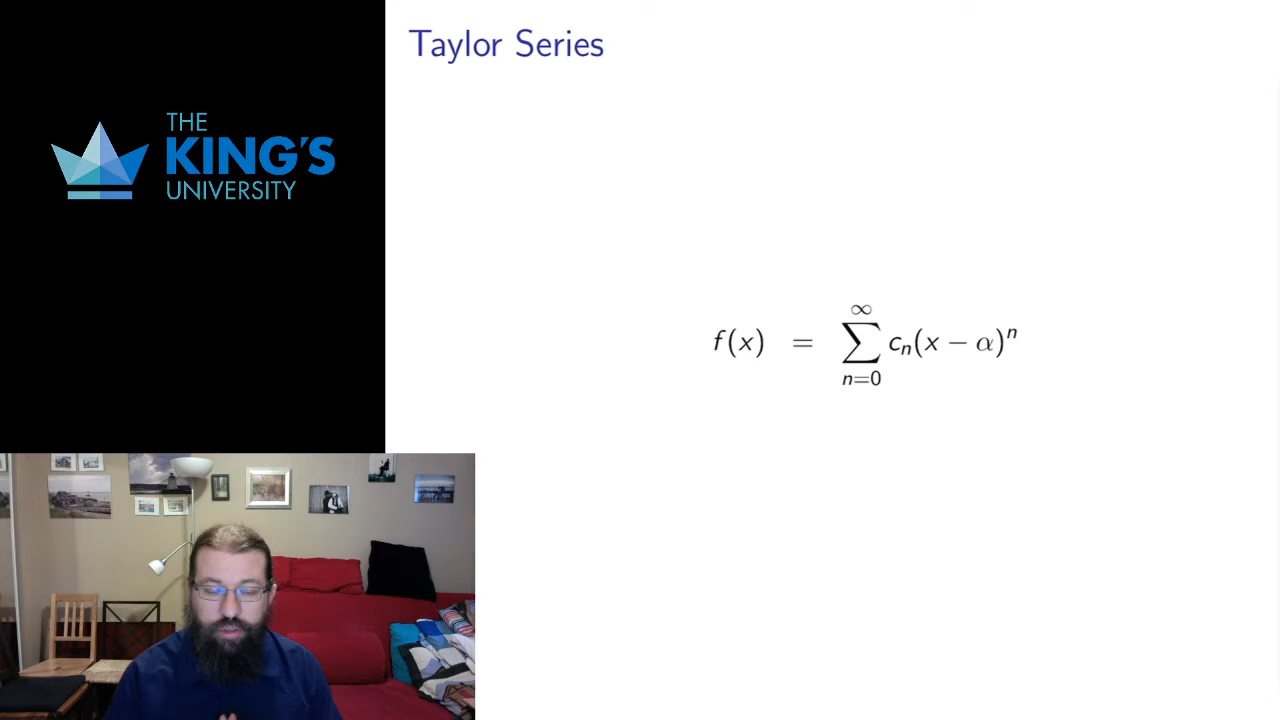 Taylor Series
THE
KING'S
UNIVERSITY
f(x) = ∑_{n=0}^{∞} c_n(x − α)^n